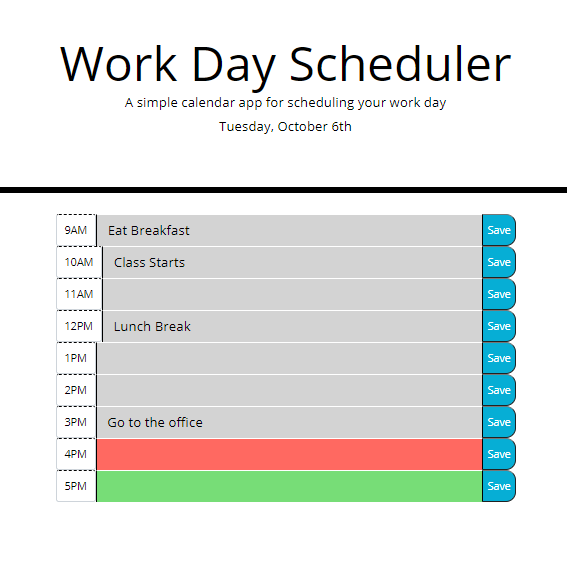 Work Day Scheduler
A simple calendar app for scheduling your work day
Tuesday, October 6th
9AM Eat Breakfast Save
10AM Class Starts Save
11AM Save
12PM Lunch Break Save
1PM Save
2PM Save
3PM Go to the office Save
4PM Save
5PM Save